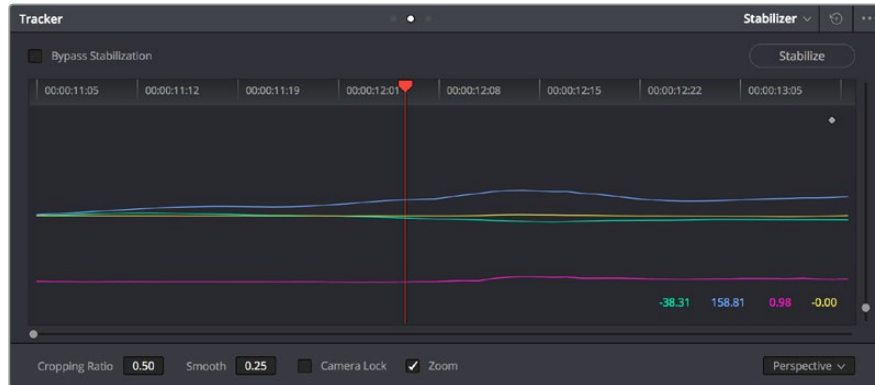 Tracker Stabilizer
Bypass Stabilization Stabilize
00:00:11:05 00:00:11:12 00:00:11:19 00:00:12:01 00:00:12:08 00:00:12:15 00:00:12:22 00:00:13:05
-38.31 158.81 0.98 -0.00
Cropping Ratio 0.50 Smooth 0.25 Camera Lock Zoom Perspective